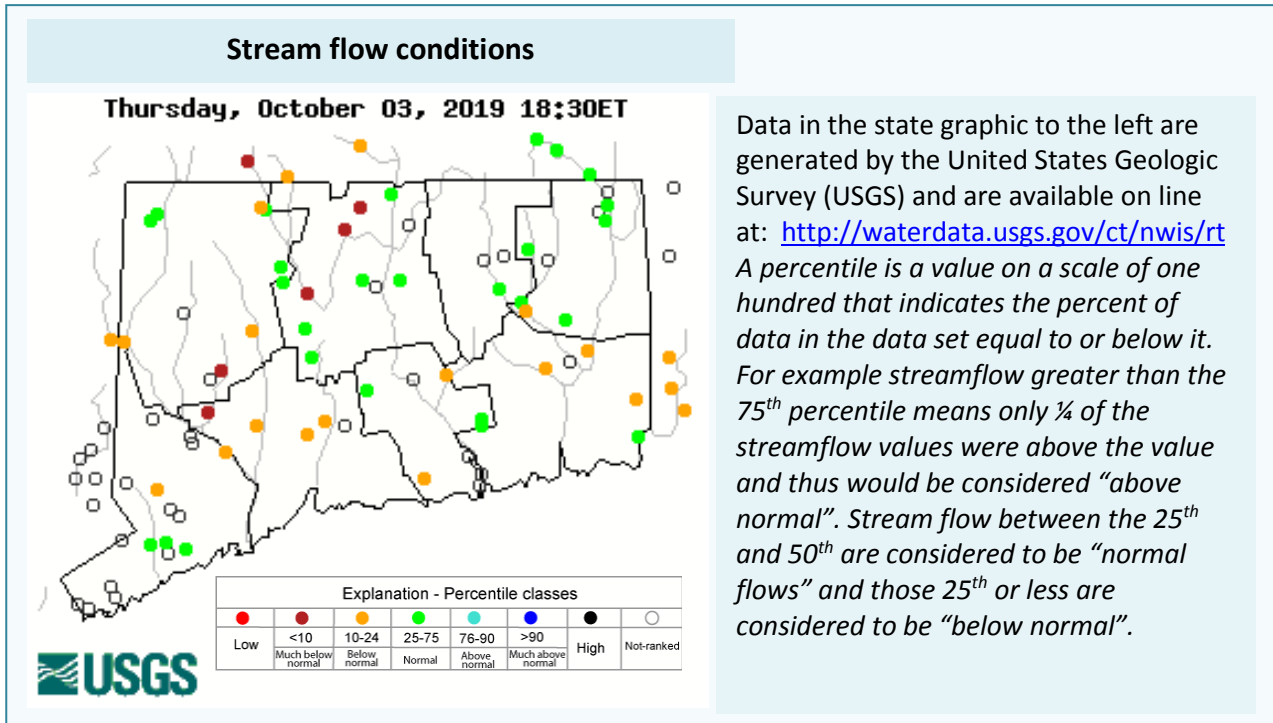 Stream flow conditions
Thursday, October 03, 2019 18:30ET
Data in the state graphic to the left are
generated by the United States Geologic
Survey (USGS) and are available on line
at: http://waterdata.usgs.gov/ct/nwis/rt
A percentile is a value on a scale of one
hundred that indicates the percent of
data in the data set equal to or below it.
For example streamflow greater than the
75th percentile means only ¼ of the
streamflow values were above the value
and thus would be considered “above
normal”. Stream flow between the 25th
and 50th are considered to be “normal
flows” and those 25th or less are
considered to be “below normal”.
Explanation - Percentile classes
Low
<10
10-24
25-75
76-90
>90
High
Not-ranked
Much below
normal
Below
normal
Normal
Above
normal
Much above
normal
USGS